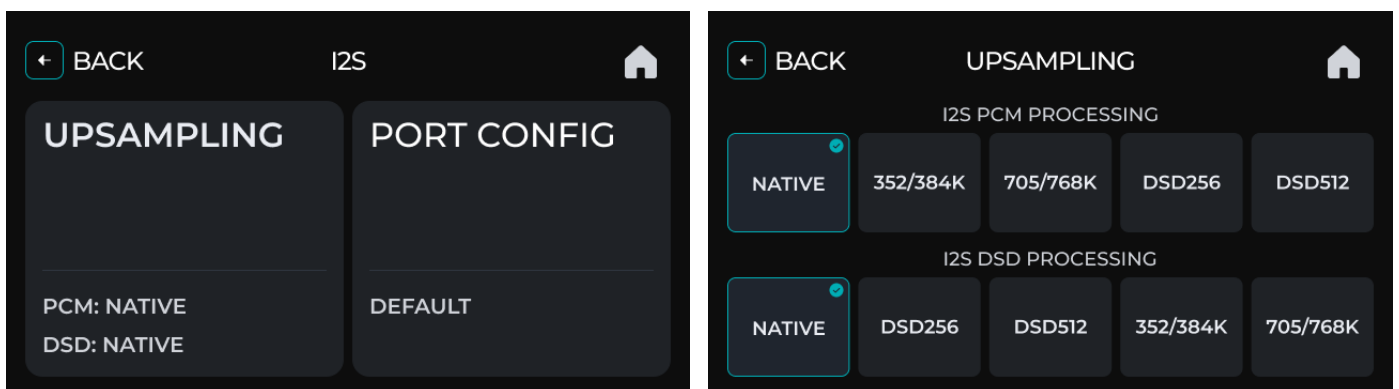 BACK
I2S
UPSAMPLING
PORT CONFIG
PCM: NATIVE
DSD: NATIVE
DEFAULT
BACK
UPSAMPLING
I2S PCM PROCESSING
NATIVE
352/384K
705/768K
DSD256
DSD512
I2S DSD PROCESSING
NATIVE
DSD256
DSD512
352/384K
705/768K